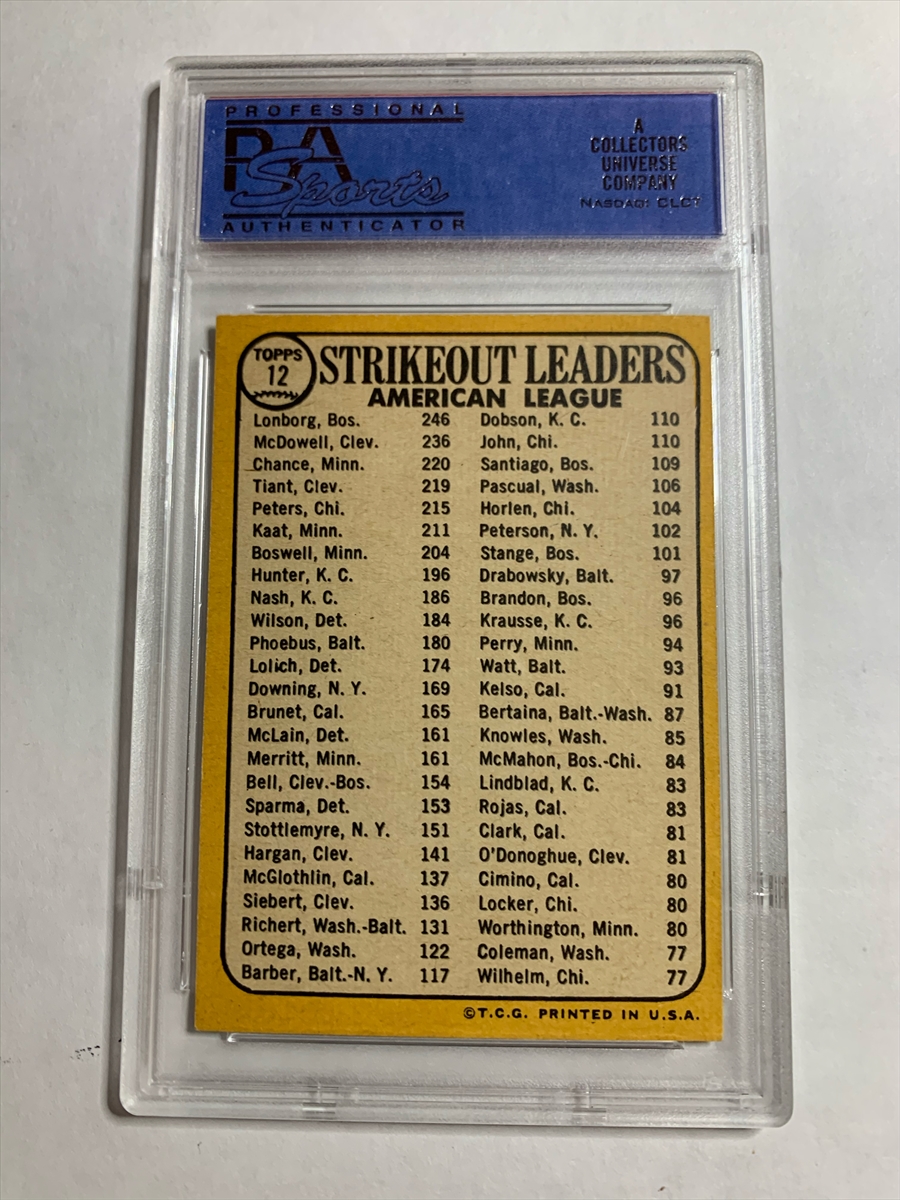 PROFESSIONAL
PSA
Sports
AUTHENTICATOR
A
COLLECTORS
UNIVERSE
COMPANY
NASDAQ: CLCT
TOPPS
12
STRIKEOUT LEADERS
AMERICAN LEAGUE
Lonborg, Bos. 246 Dobson, K. C. 110
McDowell, Clev. 236 John, Chi. 110
Chance, Minn. 220 Santiago, Bos. 109
Tiant, Clev. 219 Pascual, Wash. 106
Peters, Chi. 215 Horlen, Chi. 104
Kaat, Minn. 211 Peterson, N. Y. 102
Boswell, Minn. 204 Stange, Bos. 101
Hunter, K. C. 196 Drabowsky, Balt. 97
Nash, K. C. 186 Brandon, Bos. 96
Wilson, Det. 184 Krausse, K. C. 96
Phoebus, Balt. 180 Perry, Minn. 94
Lolich, Det. 174 Watt, Balt. 93
Downing, N. Y. 169 Kelso, Cal. 91
Brunet, Cal. 165 Bertaina, Balt.-Wash. 87
McLain, Det. 161 Knowles, Wash. 85
Merritt, Minn. 161 McMahon, Bos.-Chi. 84
Bell, Clev.-Bos. 154 Lindblad, K. C. 83
Sparma, Det. 153 Rojas, Cal. 83
Stottlemyre, N. Y. 151 Clark, Cal. 81
Hargan, Clev. 141 O'Donoghue, Clev. 81
McGlothlin, Cal. 137 Cimino, Cal. 80
Siebert, Clev. 136 Locker, Chi. 80
Richert, Wash.-Balt. 131 Worthington, Minn. 80
Ortega, Wash. 122 Coleman, Wash. 77
Barber, Balt.-N. Y. 117 Wilhelm, Chi. 77
©T.C.G. PRINTED IN U.S.A.